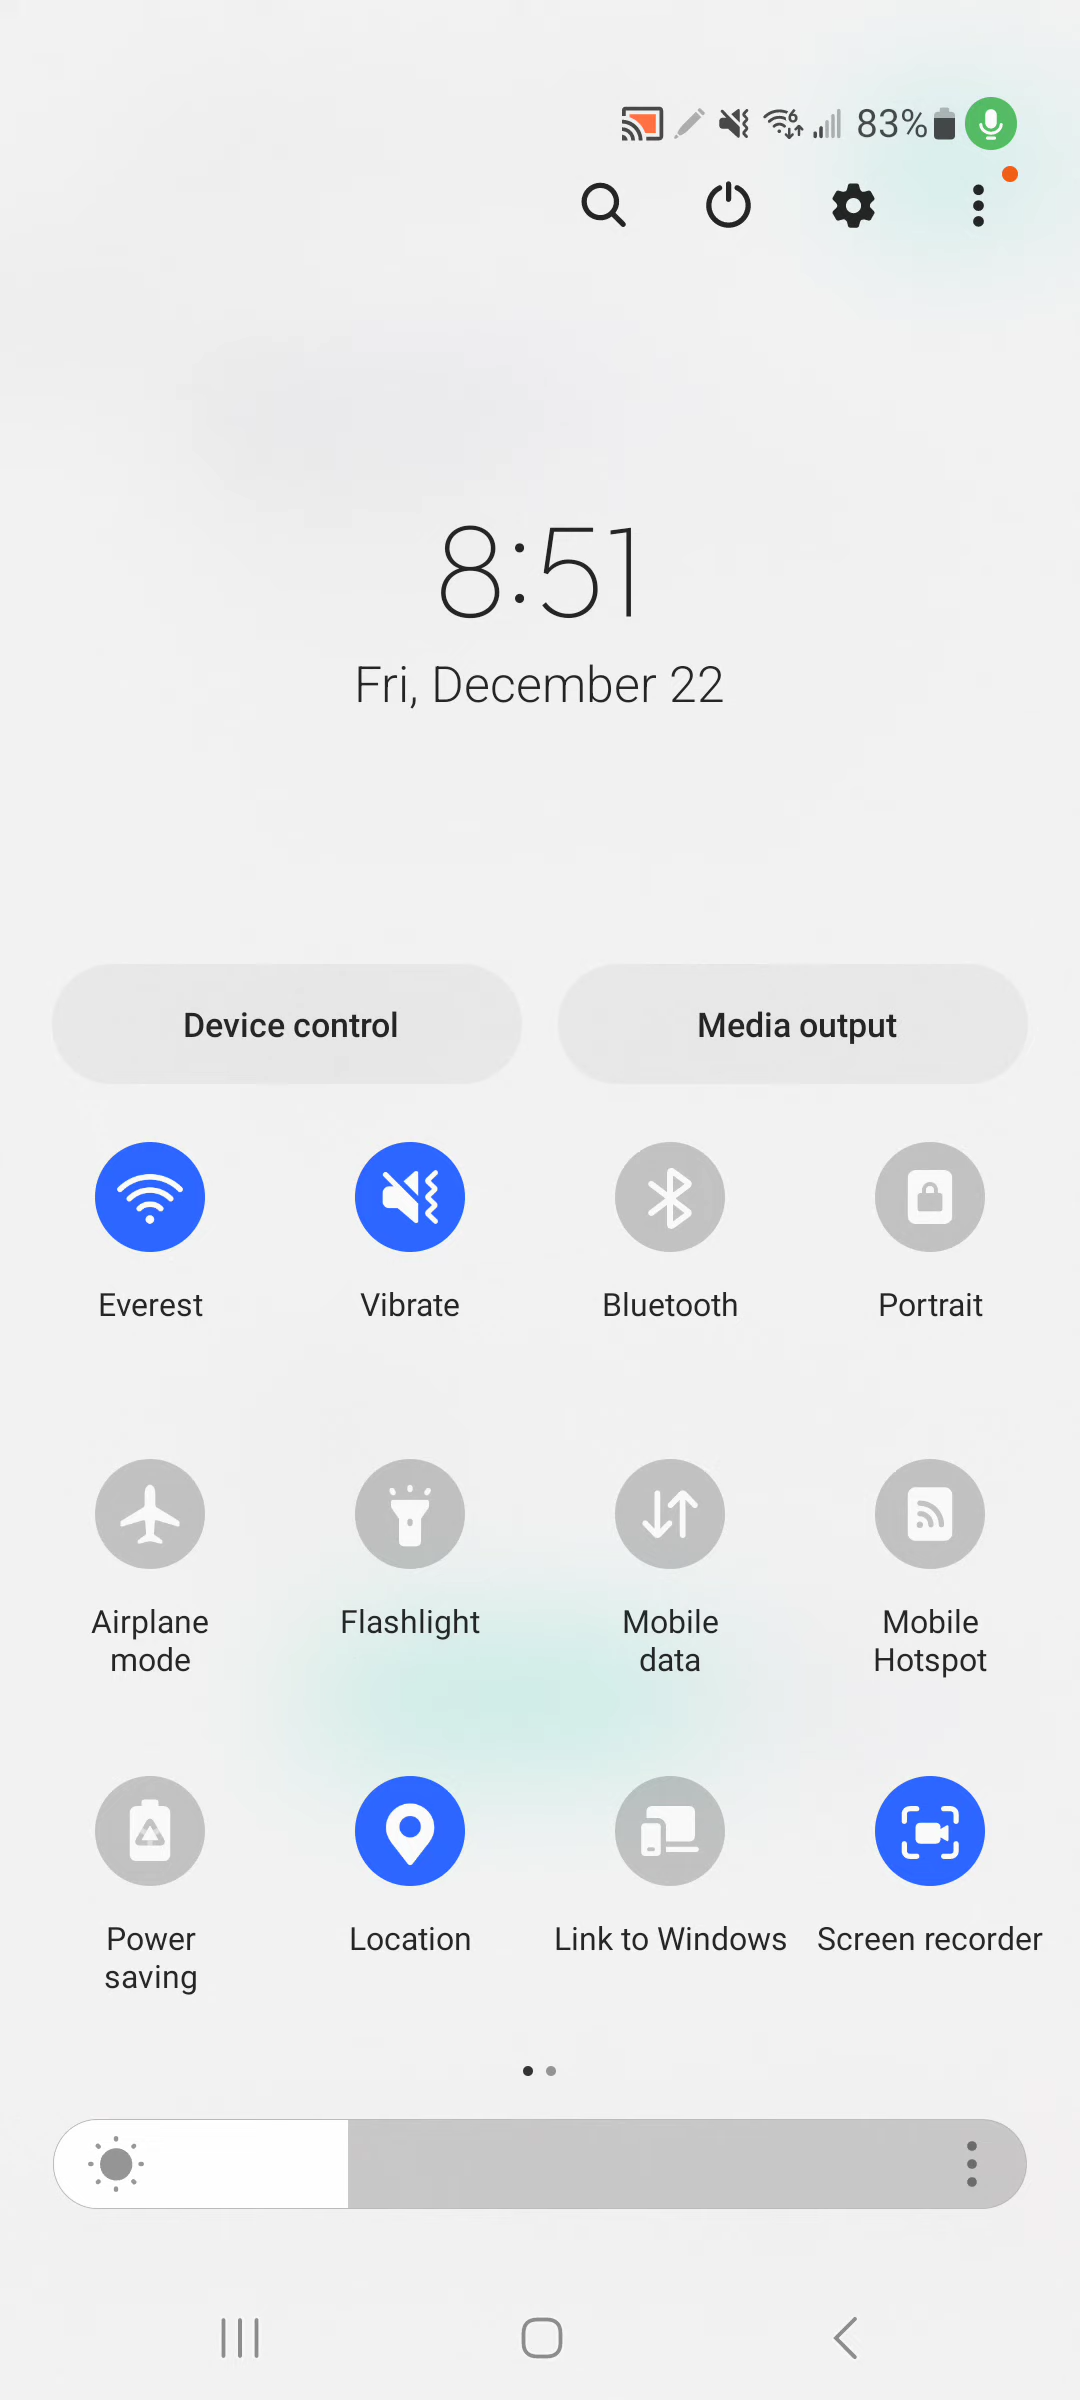 83%
8:51
Fri, December 22
Device control
Media output
Everest
Vibrate
Bluetooth
Portrait
Airplane
mode
Flashlight
Mobile
data
Mobile
Hotspot
Power
saving
Location
Link to Windows
Screen recorder